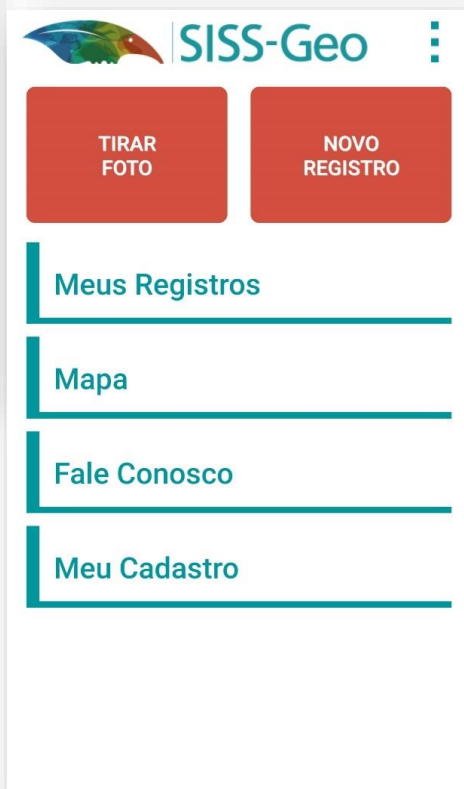 SISS-Geo
TIRAR
FOTO
NOVO
REGISTRO
Meus Registros
Mapa
Fale Conosco
Meu Cadastro